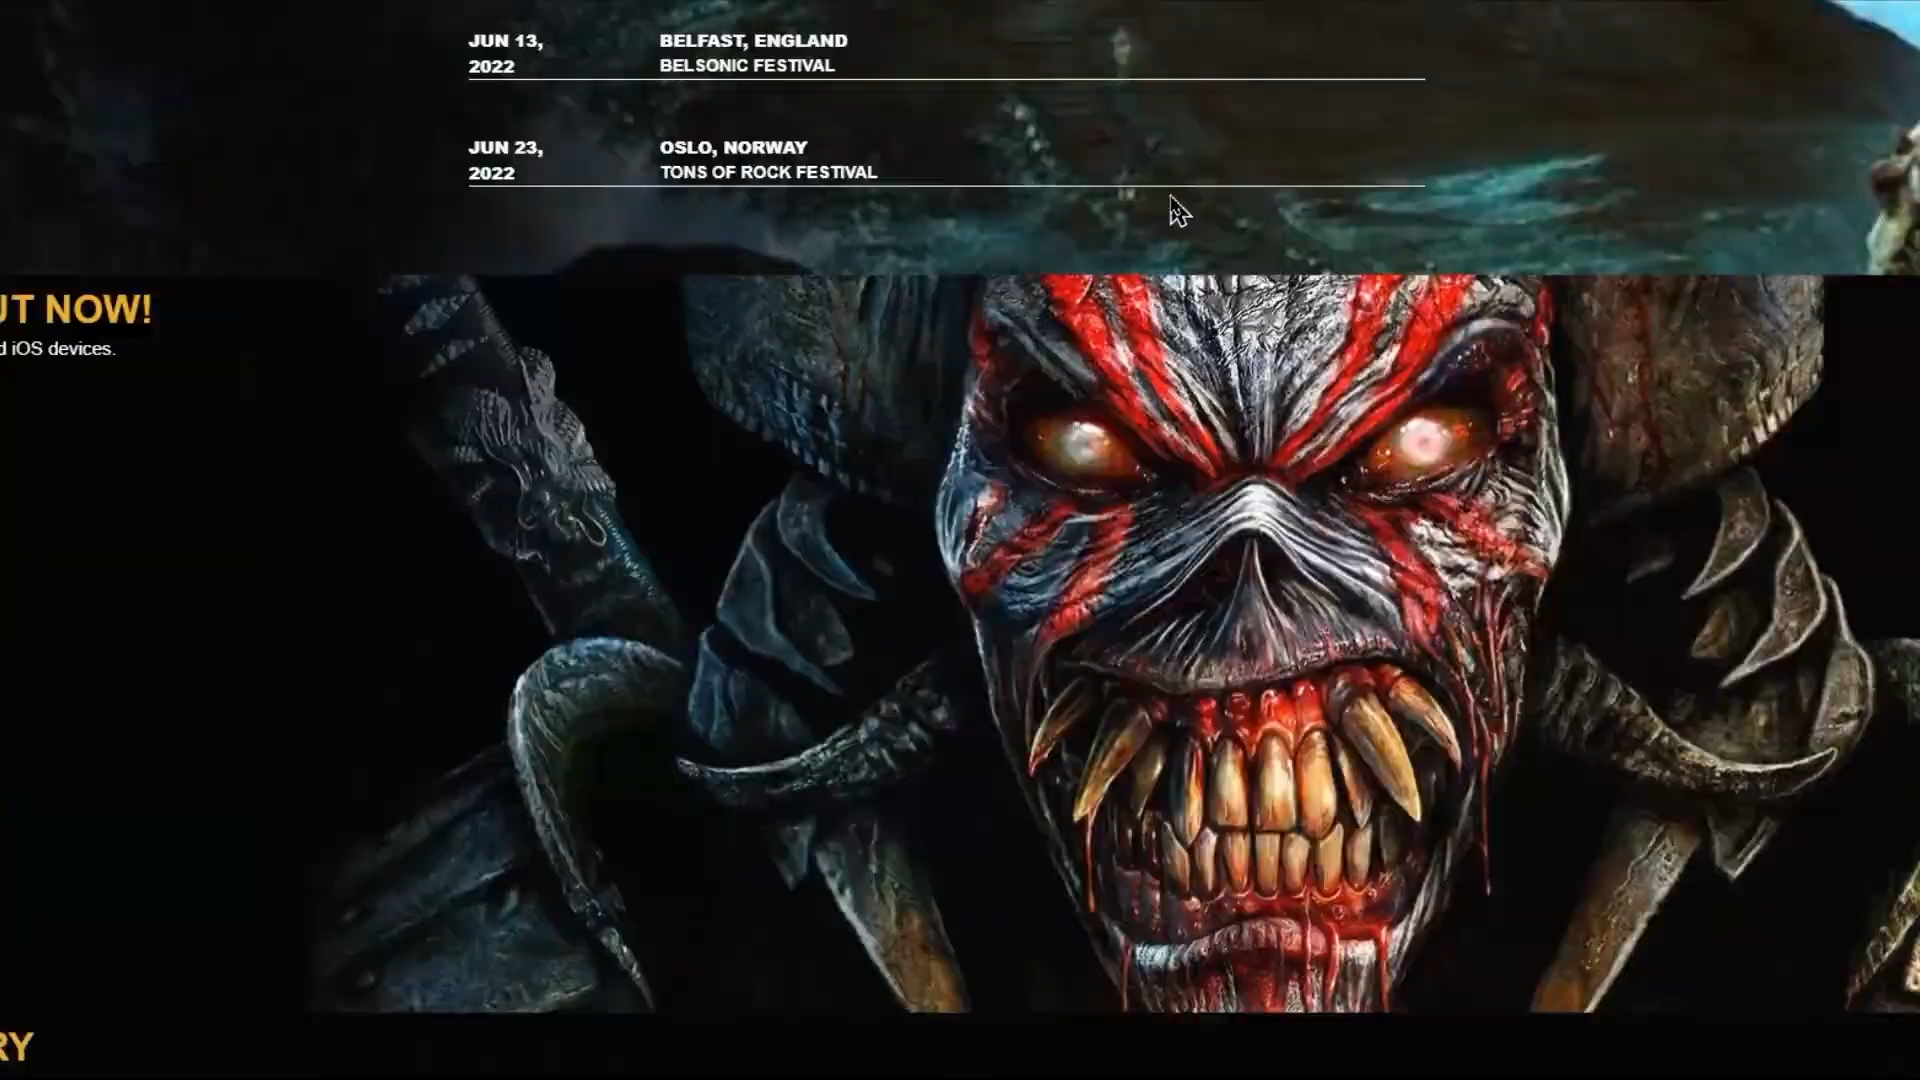 JUN 13,
2022
BELFAST, ENGLAND
BELSONIC FESTIVAL
JUN 23,
2022
OSLO, NORWAY
TONS OF ROCK FESTIVAL
UT NOW!
d iOS devices.
RY